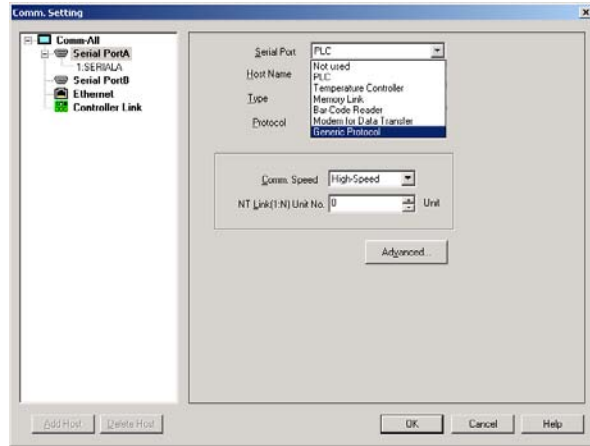 Comm. Setting
Comm-All
Serial PortA
1:SERIALA
Serial PortB
Ethernet
Controller Link
Serial Port PLC
Not used
PLC
Host Name
Temperature Controller
Type
Memory Link
Bar Code Reader
Protocol
Modem for Data Transfer
Generic Protocol
Comm. Speed High-Speed
NT Link(1:N) Unit No. 0 Unit
Advanced...
Add Host Delete Host OK Cancel Help